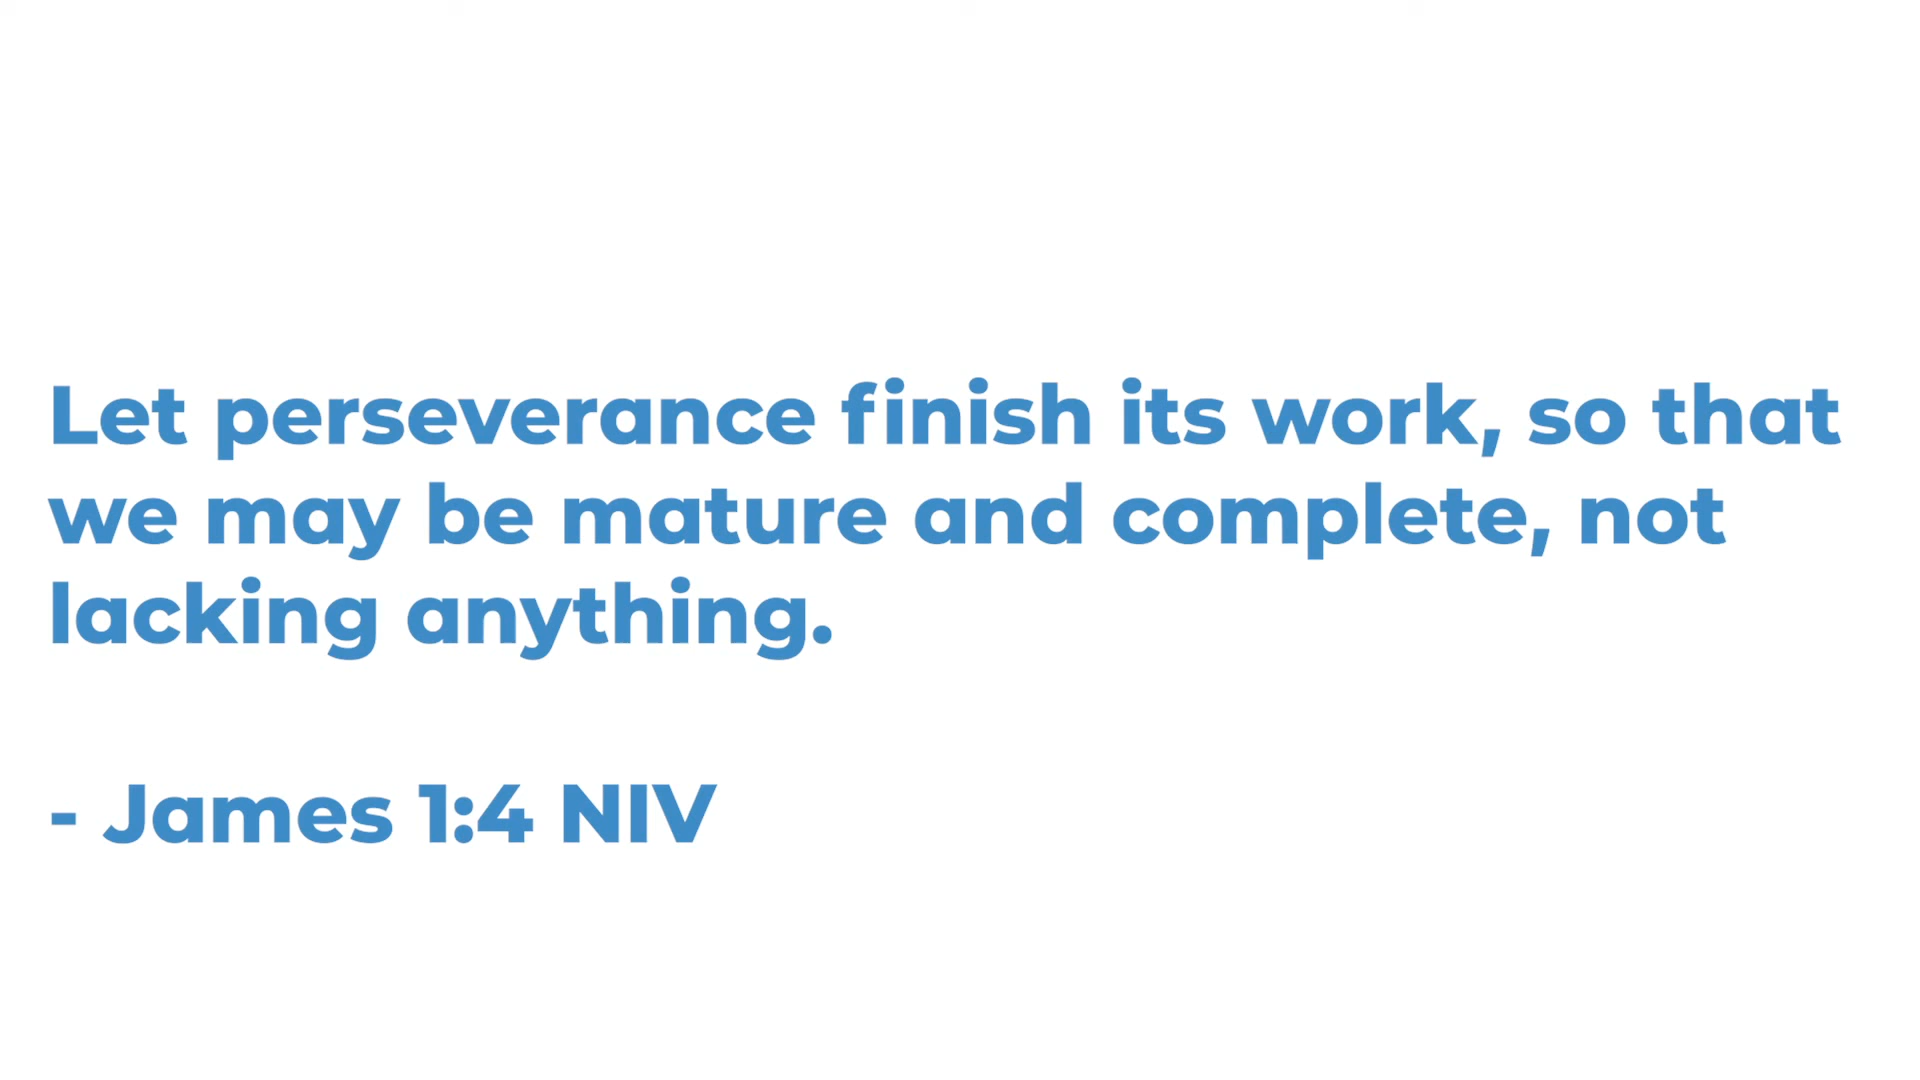 Let perseverance finish its work, so that
we may be mature and complete, not
lacking anything.
- James 1:4 NIV